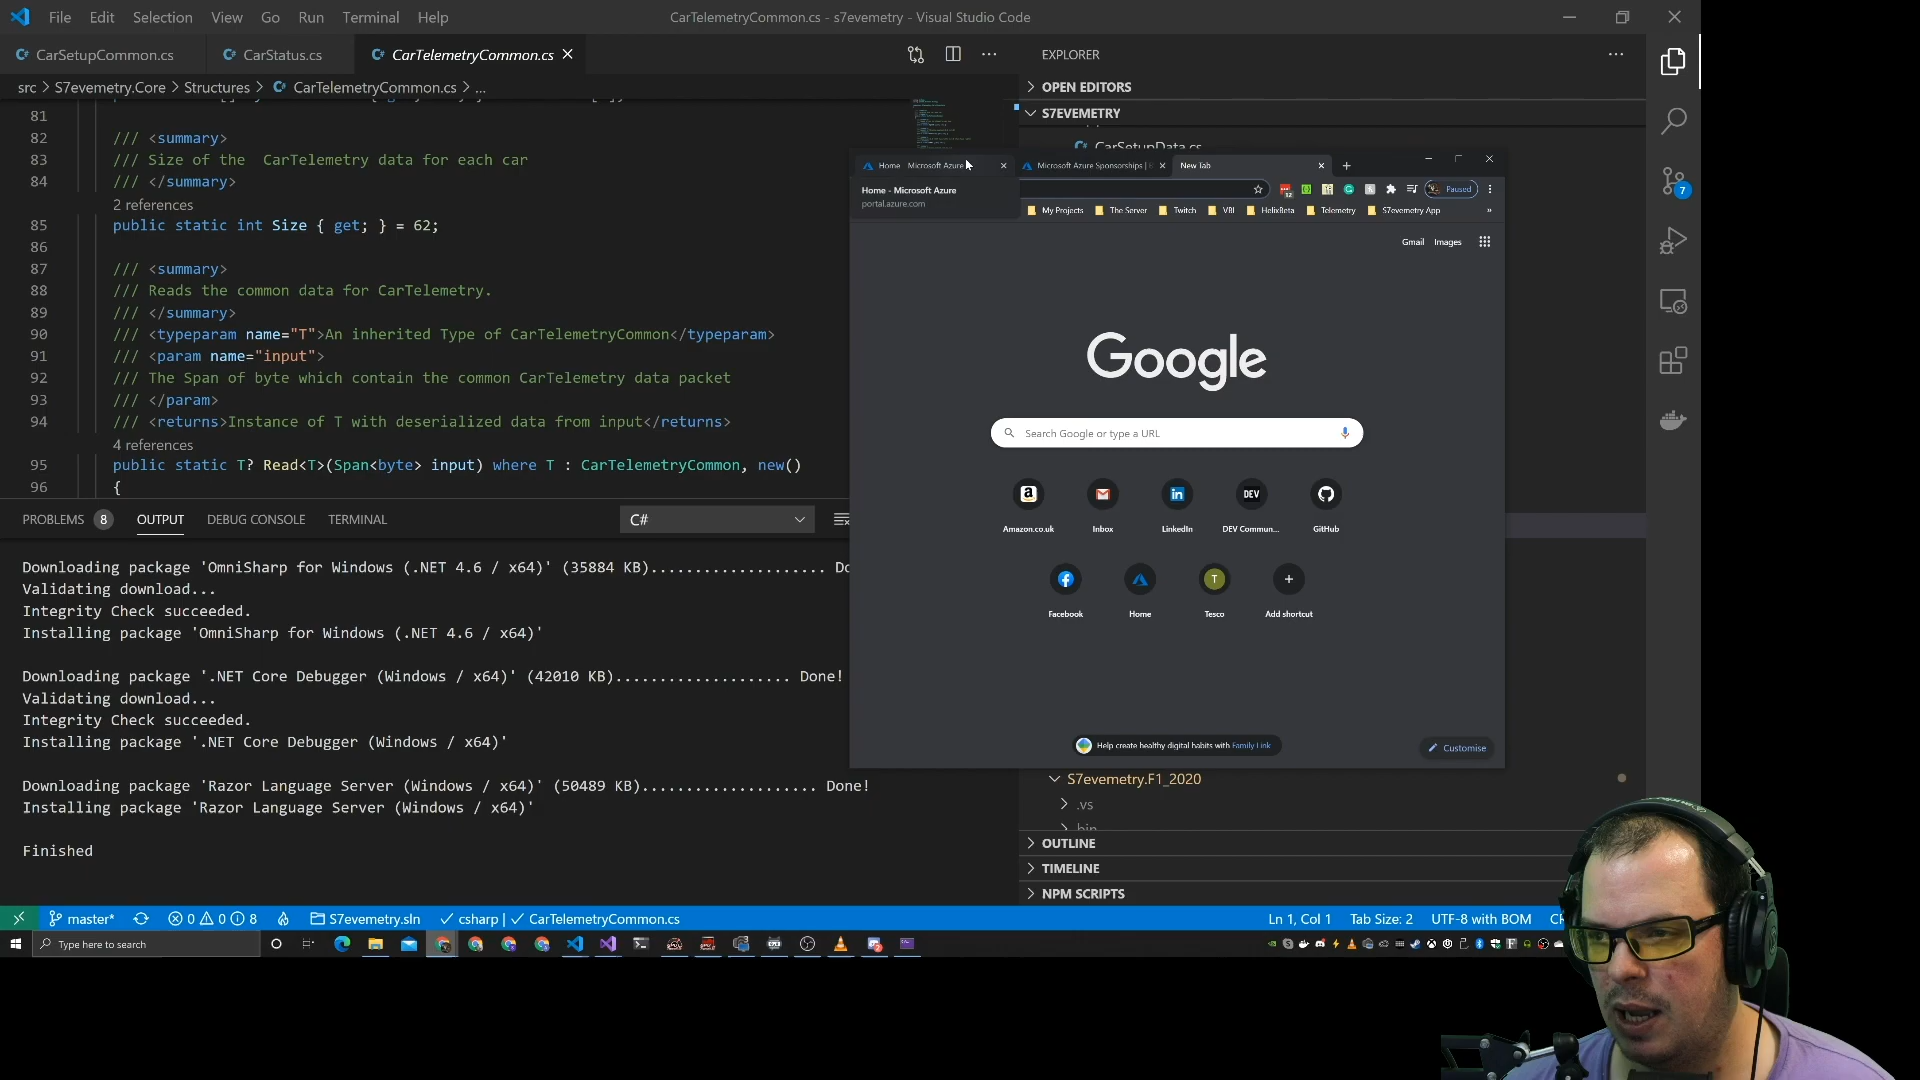 File Edit Selection View Go Run Terminal Help
CarTelemetryCommon.cs - s7evemetry - Visual Studio Code
CarSetupCommon.cs
CarStatus.cs
CarTelemetryCommon.cs
EXPLORER
src > S7evemetry.Core > Structures > CarTelemetryCommon.cs > ...
OPEN EDITORS
S7EVEMETRY
CarSetupData.cs
81
82 /// <summary>
83 /// Size of the  CarTelemetry data for each car
84 /// </summary>
2 references
85 public static int Size { get; } = 62;
86
87 /// <summary>
88 /// Reads the common data for CarTelemetry.
89 /// </summary>
90 /// <typeparam name="T">An inherited Type of CarTelemetryCommon</typeparam>
91 /// <param name="input">
92 /// The Span of byte which contain the common CarTelemetry data packet
93 /// </param>
94 /// <returns>Instance of T with deserialized data from input</returns>
4 references
95 public static T? Read<T>(Span<byte> input) where T : CarTelemetryCommon, new()
96 {
Home - Microsoft Azure
Microsoft Azure Sponsorships |
New Tab
Home - Microsoft Azure
portal.azure.com
Paused
My Projects The Server Twitch VBI HelixBeta Telemetry S7evemetry App »
Gmail Images
Google
Search Google or type a URL
Amazon.co.uk Inbox LinkedIn DEV Commun... GitHub
Facebook Home Tesco Add shortcut
Help create healthy digital habits with Family Link
Customise
7
PROBLEMS 8 OUTPUT DEBUG CONSOLE TERMINAL
C#
Downloading package 'OmniSharp for Windows (.NET 4.6 / x64)' (35884 KB).................... Do
Validating download...
Integrity Check succeeded.
Installing package 'OmniSharp for Windows (.NET 4.6 / x64)'
Downloading package '.NET Core Debugger (Windows / x64)' (42010 KB).................... Done!
Validating download...
Integrity Check succeeded.
Installing package '.NET Core Debugger (Windows / x64)'
Downloading package 'Razor Language Server (Windows / x64)' (50489 KB).................... Done!
Installing package 'Razor Language Server (Windows / x64)'
Finished
S7evemetry.F1_2020
.vs
bin
OUTLINE
TIMELINE
NPM SCRIPTS
master* 0 0 8 S7evemetry.sln csharp | CarTelemetryCommon.cs
Ln 1, Col 1 Tab Size: 2 UTF-8 with BOM
Type here to search